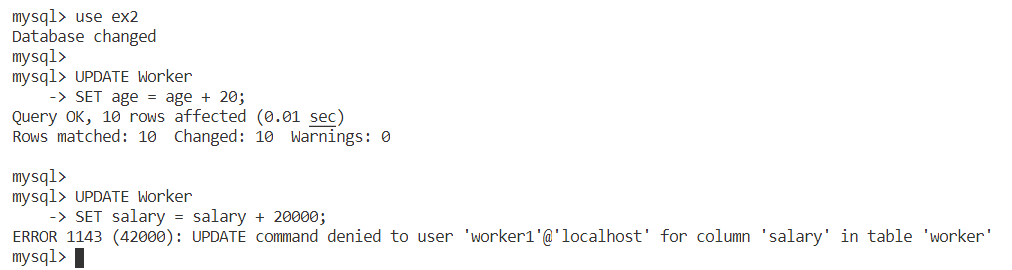 mysql> use ex2
Database changed
mysql>
mysql> UPDATE Worker
    -> SET age = age + 20;
Query OK, 10 rows affected (0.01 sec)
Rows matched: 10  Changed: 10  Warnings: 0

mysql>
mysql> UPDATE Worker
    -> SET salary = salary + 20000;
ERROR 1143 (42000): UPDATE command denied to user 'worker1'@'localhost' for column 'salary' in table 'worker'
mysql>